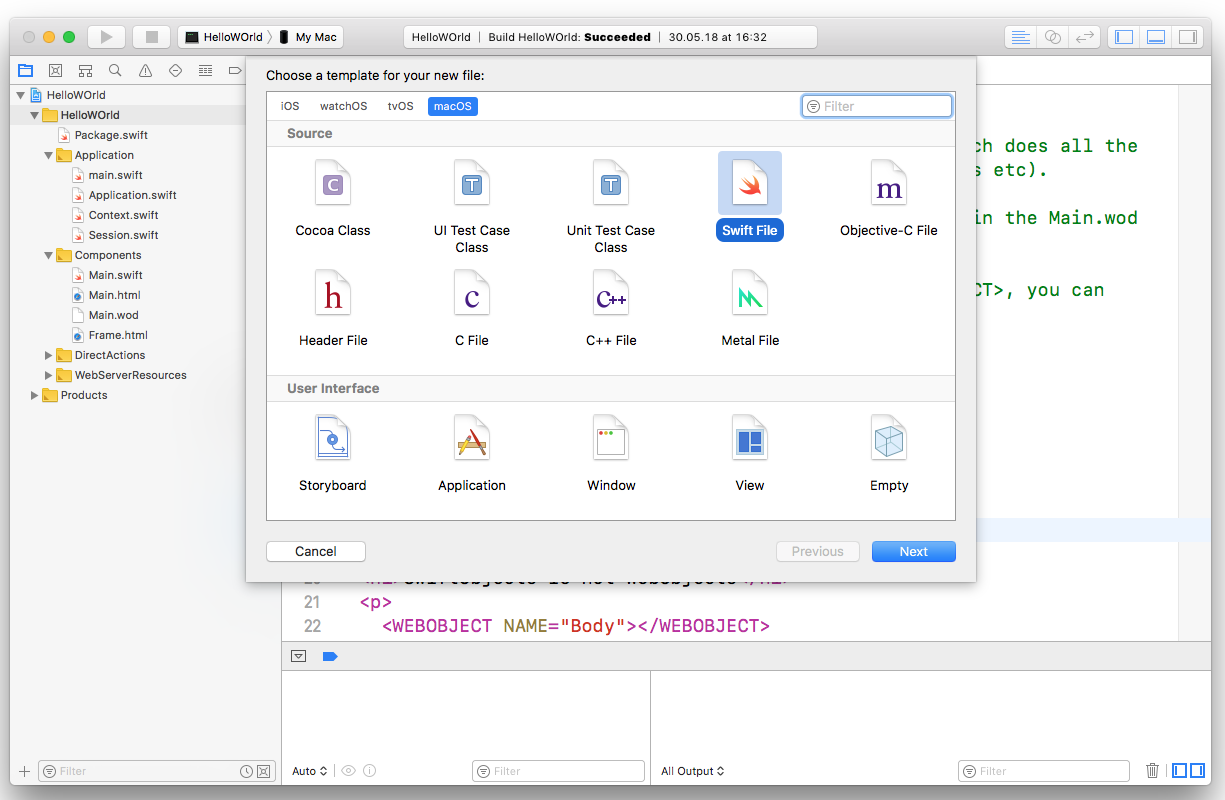 HelloWOrld 〉 My Mac
HelloWOrld | Build HelloWOrld: Succeeded | 30.05.18 at 16:32
HelloWOrld
HelloWOrld
Package.swift
Application
main.swift
Application.swift
Context.swift
Session.swift
Components
Main.swift
Main.html
Main.wod
Frame.html
DirectActions
WebServerResources
Products
Filter
Choose a template for your new file:
iOS watchOS tvOS macOS
Filter
Source
C T T m
Cocoa Class
UI Test Case
Class
Unit Test Case
Class
Swift File
Objective-C File
h c C++
Header File
C File
C++ File
Metal File
User Interface
Storyboard
Application
Window
View
Empty
Cancel
Previous
Next
ch does all the
etc).
in the Main.wod
CT>, you can
21 <p>
22 <WEBOBJECT NAME="Body"></WEBOBJECT>
Auto
Filter
All Output
Filter